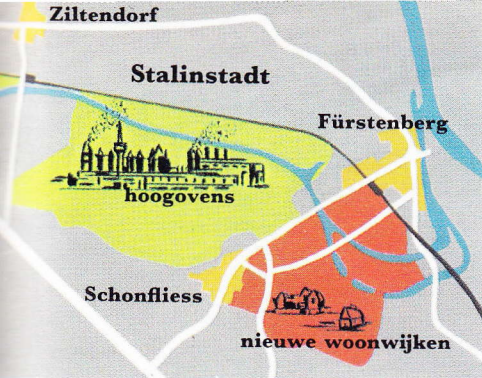 Ziltendorf
Stalinstadt
Fürstenberg
hoogovens
Schonfliess
nieuwe woonwijken